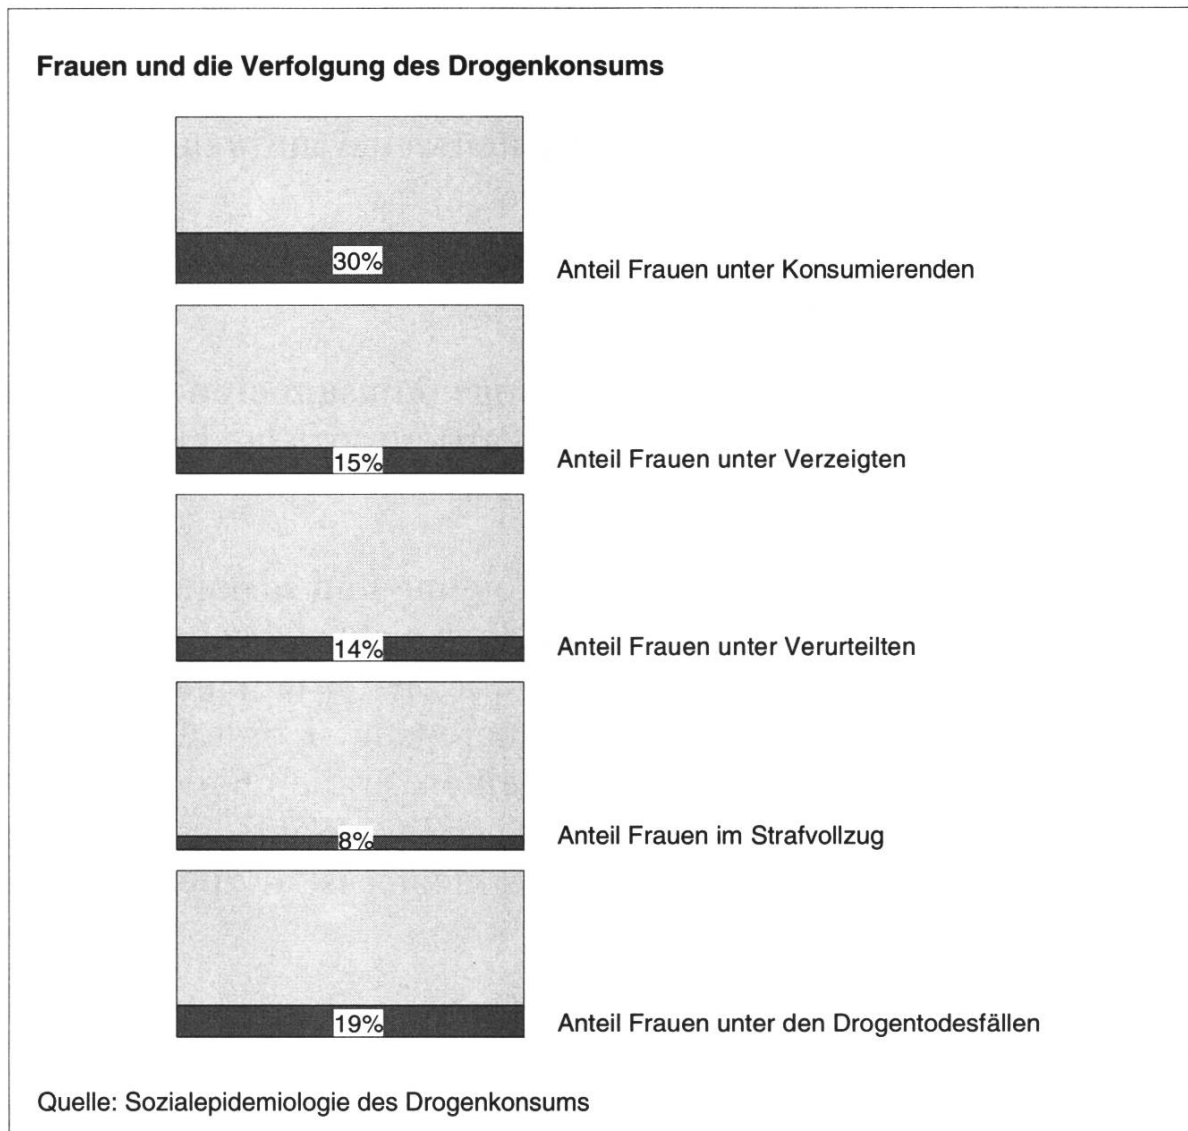 Frauen und die Verfolgung des Drogenkonsums
30%
Anteil Frauen unter Konsumierenden
15%
Anteil Frauen unter Verzeigten
14%
Anteil Frauen unter Verurteilten
8%
Anteil Frauen im Strafvollzug
19%
Anteil Frauen unter den Drogentodesfällen
Quelle: Sozialepidemiologie des Drogenkonsums